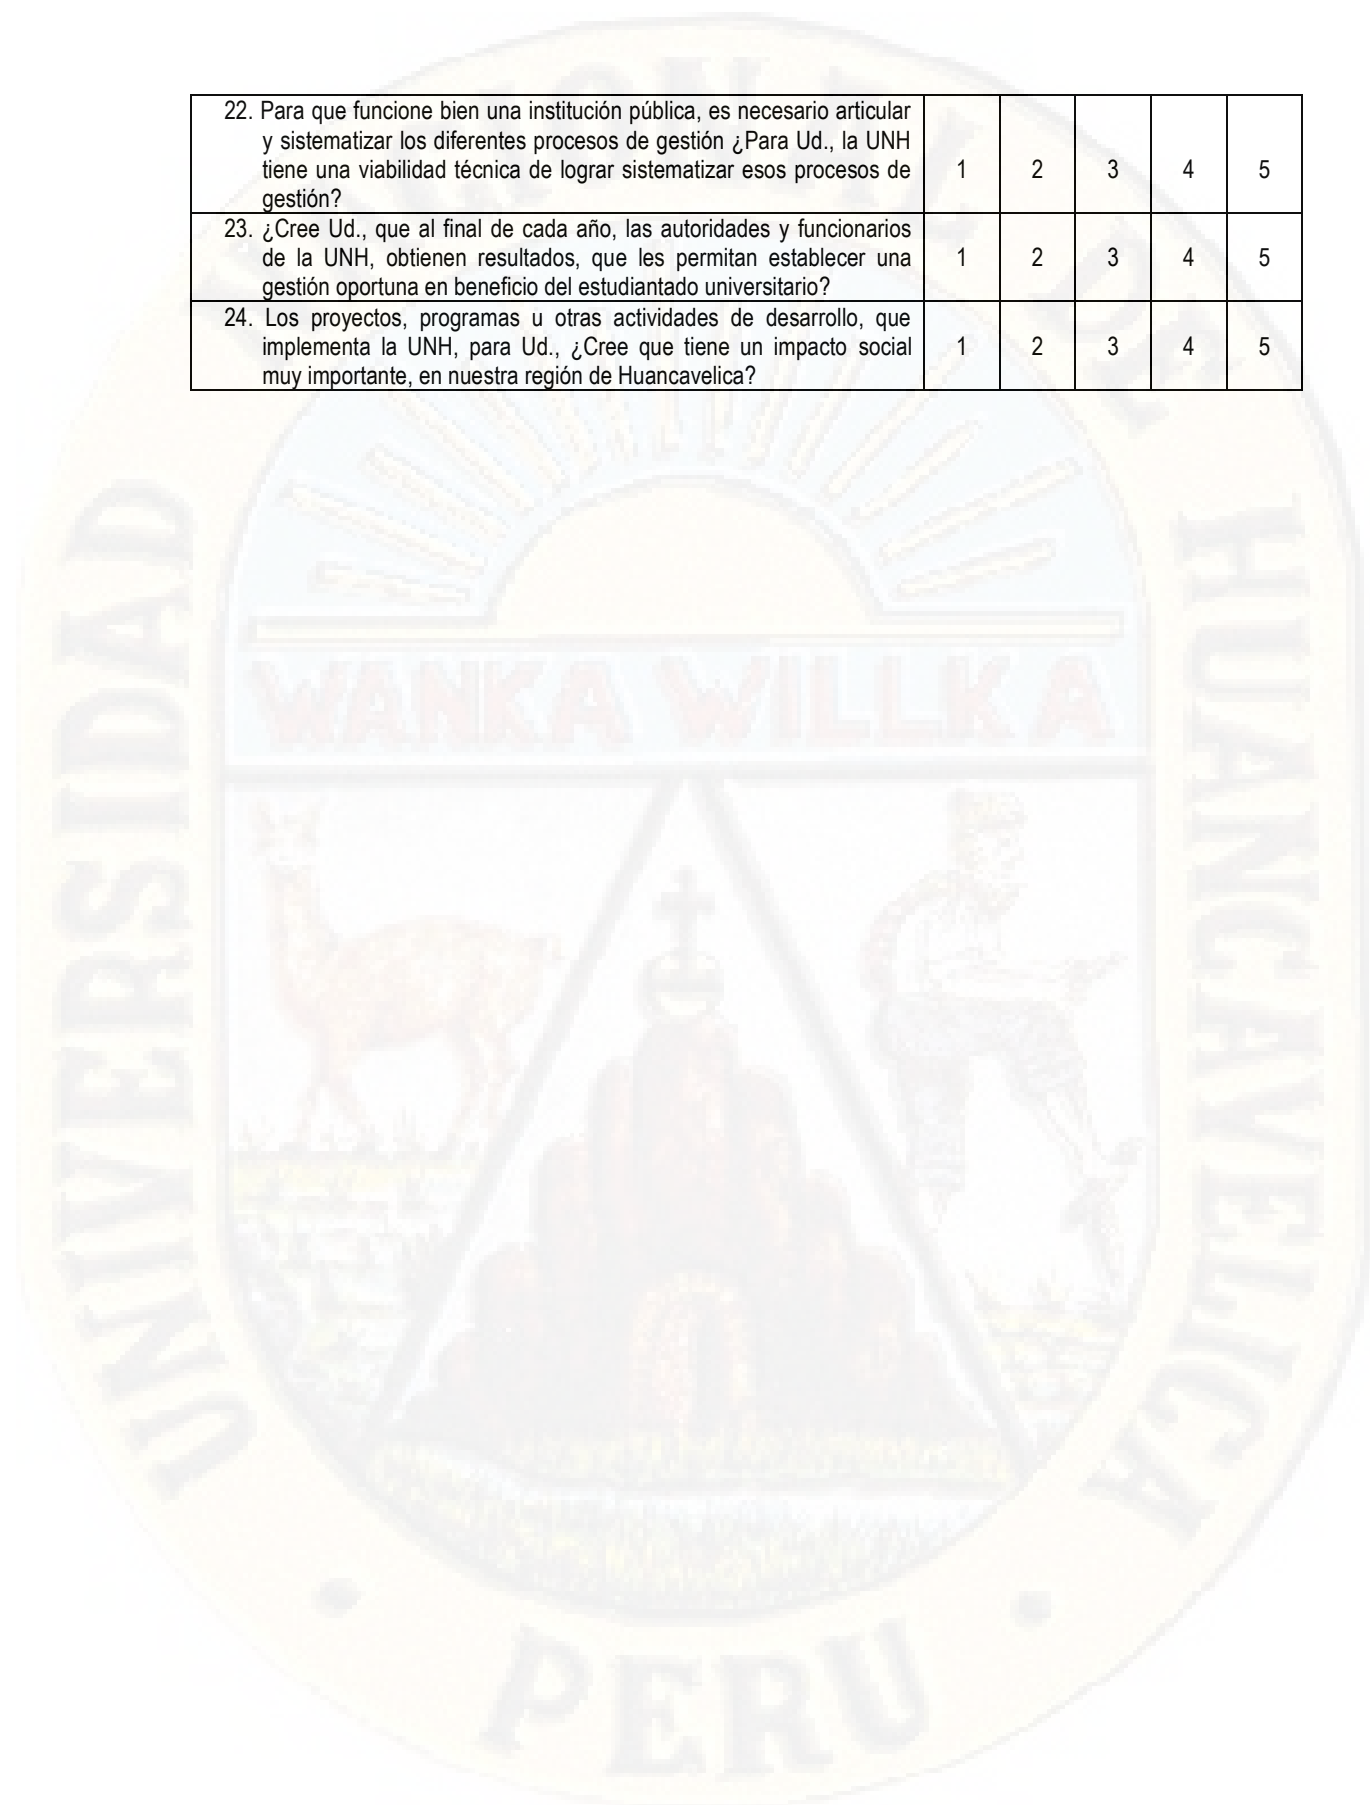 22. Para que funcione bien una institución pública, es necesario articular
y sistematizar los diferentes procesos de gestión ¿Para Ud., la UNH
tiene una viabilidad técnica de lograr sistematizar esos procesos de
gestión?
1 2 3 4 5
23. ¿Cree Ud., que al final de cada año, las autoridades y funcionarios
de la UNH, obtienen resultados, que les permitan establecer una
gestión oportuna en beneficio del estudiantado universitario?
1 2 3 4 5
24. Los proyectos, programas u otras actividades de desarrollo, que
implementa la UNH, para Ud., ¿Cree que tiene un impacto social
muy importante, en nuestra región de Huancavelica?
1 2 3 4 5
UNIVERSIDAD NACIONAL DE HUANCAVELICA
WANKA WILLKA
PERU